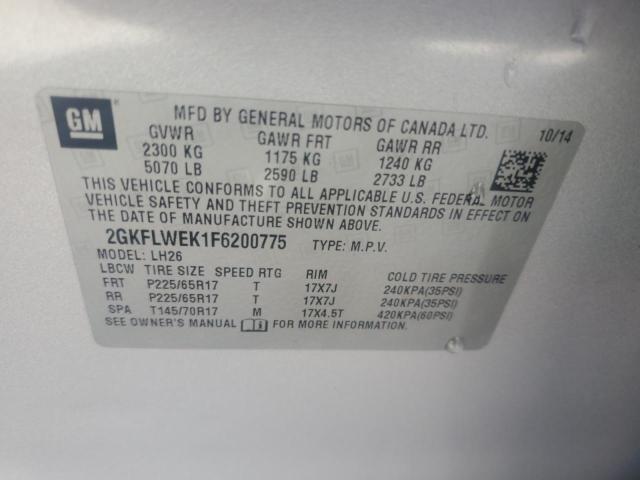 GM
MFD BY GENERAL MOTORS OF CANADA LTD. 10/14
GVWR GAWR FRT GAWR RR
2300 KG 1175 KG 1240 KG
5070 LB 2590 LB 2733 LB
THIS VEHICLE CONFORMS TO ALL APPLICABLE U.S. FEDERAL MOTOR
VEHICLE SAFETY AND THEFT PREVENTION STANDARDS IN EFFECT ON
THE DATE OF MANUFACTURE SHOWN ABOVE.
2GKFLWEK1F6200775 TYPE: M.P.V.
MODEL: LH26
LBCW TIRE SIZE SPEED RTG RIM COLD TIRE PRESSURE
FRT P225/65R17 T 17X7J 240KPA(35PSI)
RR P225/65R17 T 17X7J 240KPA(35PSI)
SPA T145/70R17 M 17X4.5T 420KPA(60PSI)
SEE OWNER'S MANUAL FOR MORE INFORMATION.